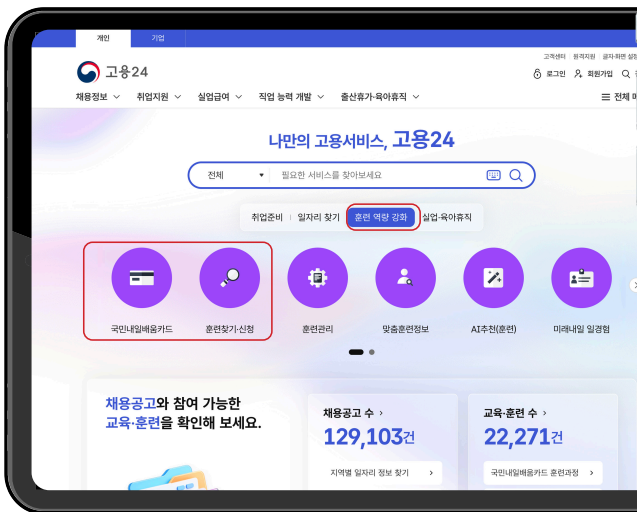 개인 기업
고객센터 원격지원 글자·화면 설정
고용24
로그인 회원가입
채용정보 취업지원 실업급여 직업 능력 개발 출산휴가·육아휴직 전체
나만의 고용서비스, 고용24
전체 필요한 서비스를 찾아보세요
취업준비 일자리 찾기 훈련 역량 강화 실업·육아휴직
국민내일배움카드 훈련찾기·신청 훈련관리 맞춤훈련정보 AI추천(훈련) 미래내일 일경험
채용공고와 참여 가능한
교육·훈련을 확인해 보세요.
채용공고 수
129,103건
지역별 일자리 정보 찾기
교육·훈련 수
22,271건
국민내일배움카드 훈련과정